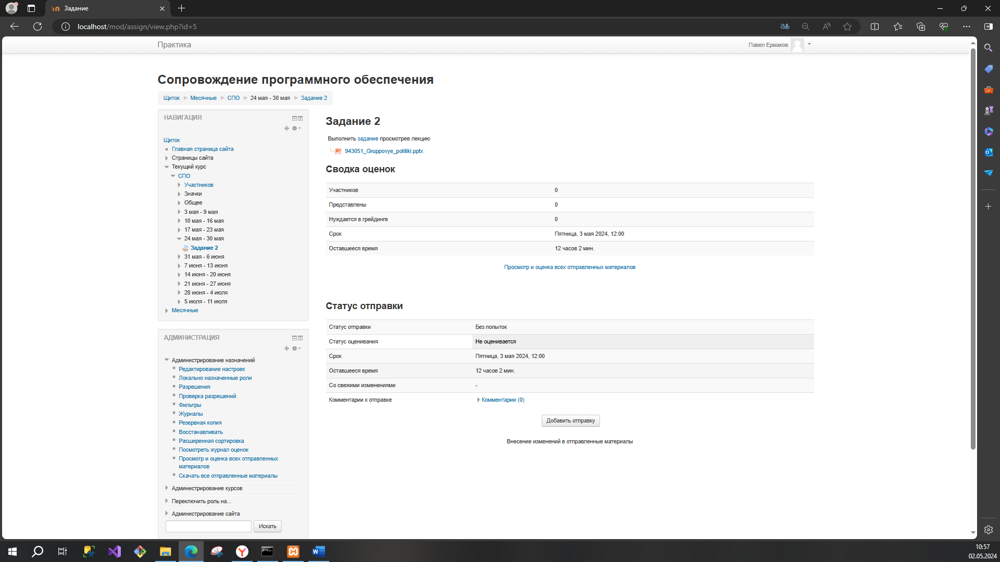 Задание
localhost/mod/assign/view.php?id=5
Практика
Павел Ермаков
Сопровождение программного обеспечения
Щиток Месячные СПО 24 мая - 30 мая Задание 2
НАВИГАЦИЯ
Щиток
Главная страница сайта
Страницы сайта
Текущий курс
СПО
Участников
Значки
Общее
3 мая - 9 мая
10 мая - 16 мая
17 мая - 23 мая
24 мая - 30 мая
Задание 2
31 мая - 6 июня
7 июня - 13 июня
14 июня - 20 июня
21 июня - 27 июня
28 июня - 4 июля
5 июля - 11 июля
Месячные
АДМИНИСТРАЦИЯ
Администрирование назначений
Редактирование настроек
Локально назначенные роли
Разрешения
Проверка разрешений
Фильтры
Журналы
Резервная копия
Восстанавливать
Расширенная сортировка
Посмотреть журнал оценок
Просмотр и оценка всех отправленных
материалов
Скачать все отправленные материалы
Администрирование курсов
Переключить роль на...
Администрирование сайта
Искать
Задание 2
Выполнить задание просмотрев лекцию
943051_Gruppovye_politiki.pptx
Сводка оценок
Участников 0
Представлены 0
Нуждается в грейдинге 0
Срок Пятница, 3 мая 2024, 12:00
Оставшееся время 12 часов 2 мин.
Просмотр и оценка всех отправленных материалов
Статус отправки
Статус отправки Без попыток
Статус оценивания Не оценивается
Срок Пятница, 3 мая 2024, 12:00
Оставшееся время 12 часов 2 мин.
Со свежими изменениями -
Комментарии к отправке Комментарии (0)
Добавить отправку
Внесение изменений в отправленные материалы
10:57
02.05.2024